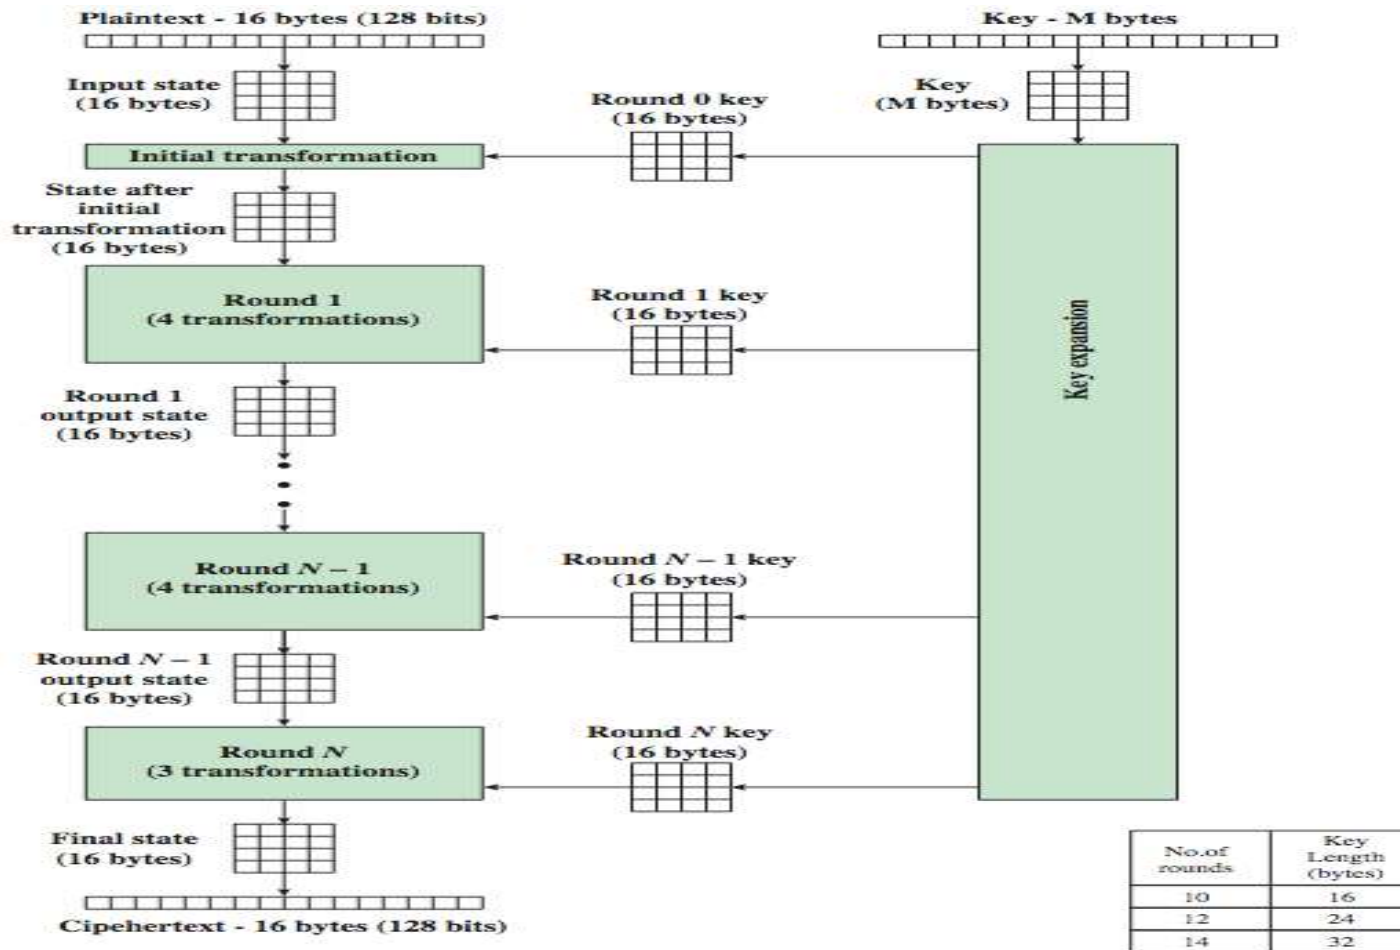 Plaintext - 16 bytes (128 bits)
Key - M bytes
Input state
(16 bytes)
Key
(M bytes)
Round 0 key
(16 bytes)
Initial transformation
State after
initial
transformation
(16 bytes)
Round 1
(4 transformations)
Round 1 key
(16 bytes)
Key expansion
Round 1
output state
(16 bytes)
Round N – 1
(4 transformations)
Round N – 1 key
(16 bytes)
Round N – 1
output state
(16 bytes)
Round N
(3 transformations)
Round N key
(16 bytes)
Final state
(16 bytes)
Cipehertext - 16 bytes (128 bits)
No.of
rounds
Key
Length
(bytes)
10 16
12 24
14 32